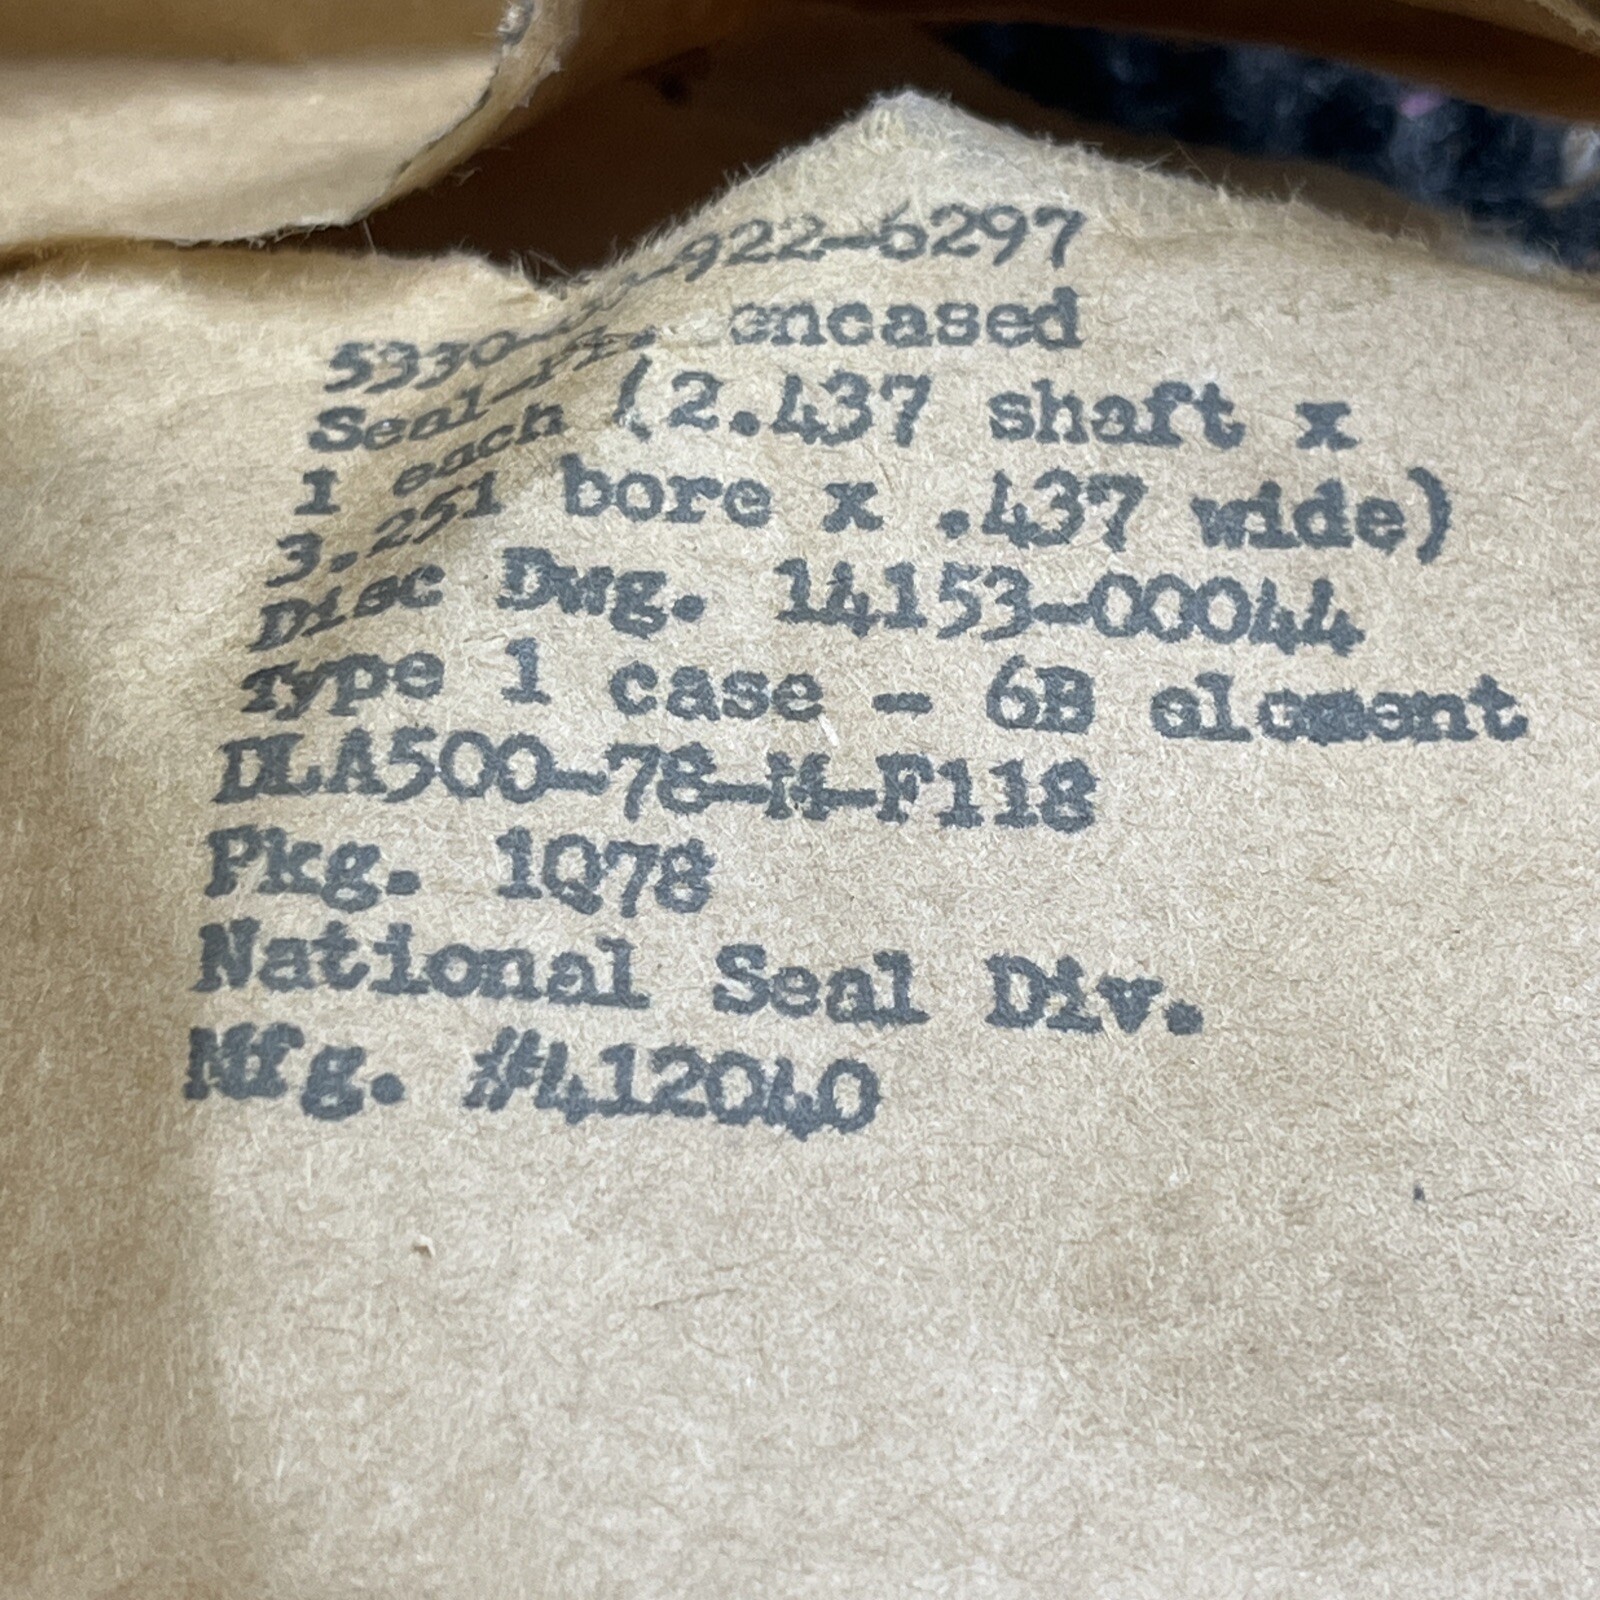 5330- -922-6297
Seal- encased
1 each (2.437 shaft x
3.251 bore x .437 wide)
Disc Dwg. 14153-00044
Type 1 case - 6B element
DLA500-78-M-F118
Pkg. 1Q78
National Seal Div.
Mfg. #412040